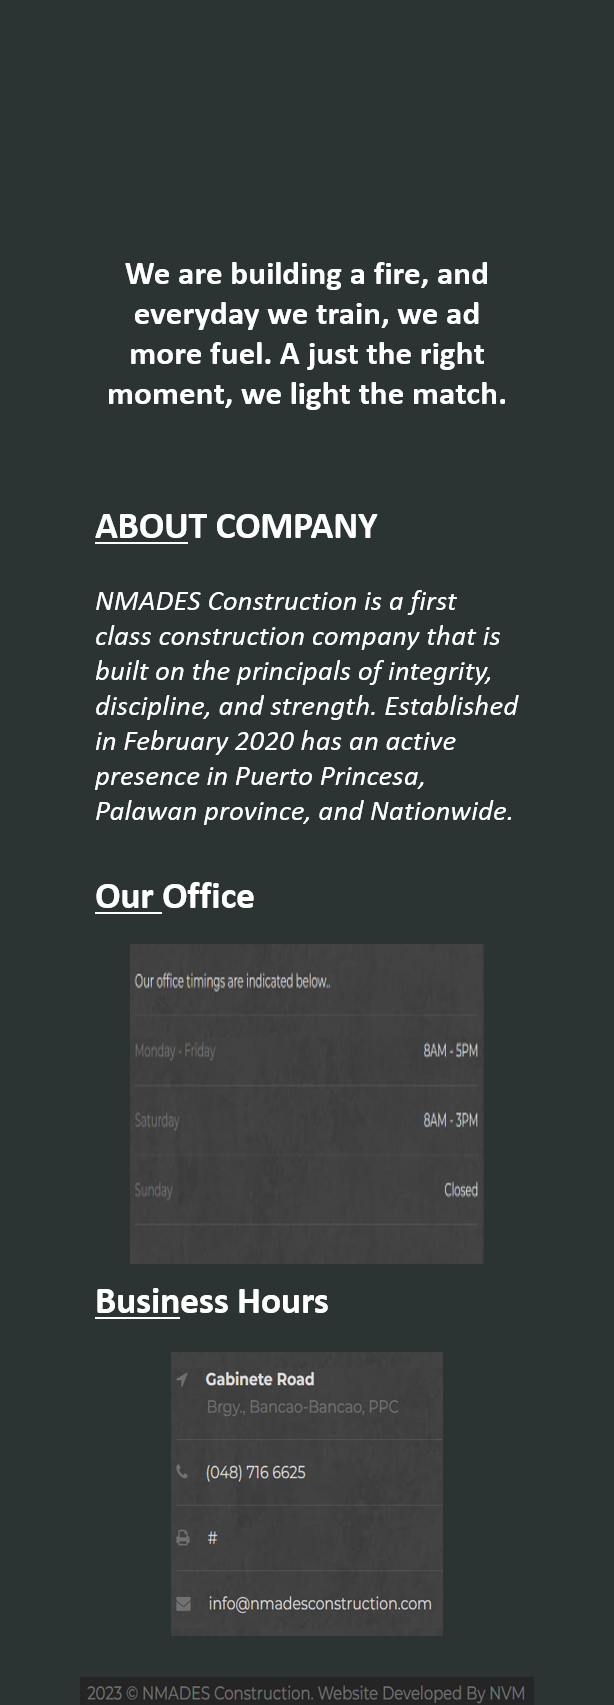 We are building a fire, and
everyday we train, we ad
more fuel. A just the right
moment, we light the match.
ABOUT COMPANY
NMADES Construction is a first
class construction company that is
built on the principals of integrity,
discipline, and strength. Established
in February 2020 has an active
presence in Puerto Princesa,
Palawan province, and Nationwide.
Our Office
Our office timings are indicated below..
Monday - Friday 8AM - 5PM
Saturday 8AM - 3PM
Sunday Closed
Business Hours
Gabinete Road
Brgy., Bancao-Bancao, PPC
(048) 716 6625
#
info@nmadesconstruction.com
2023 © NMADES Construction. Website Developed By NVM